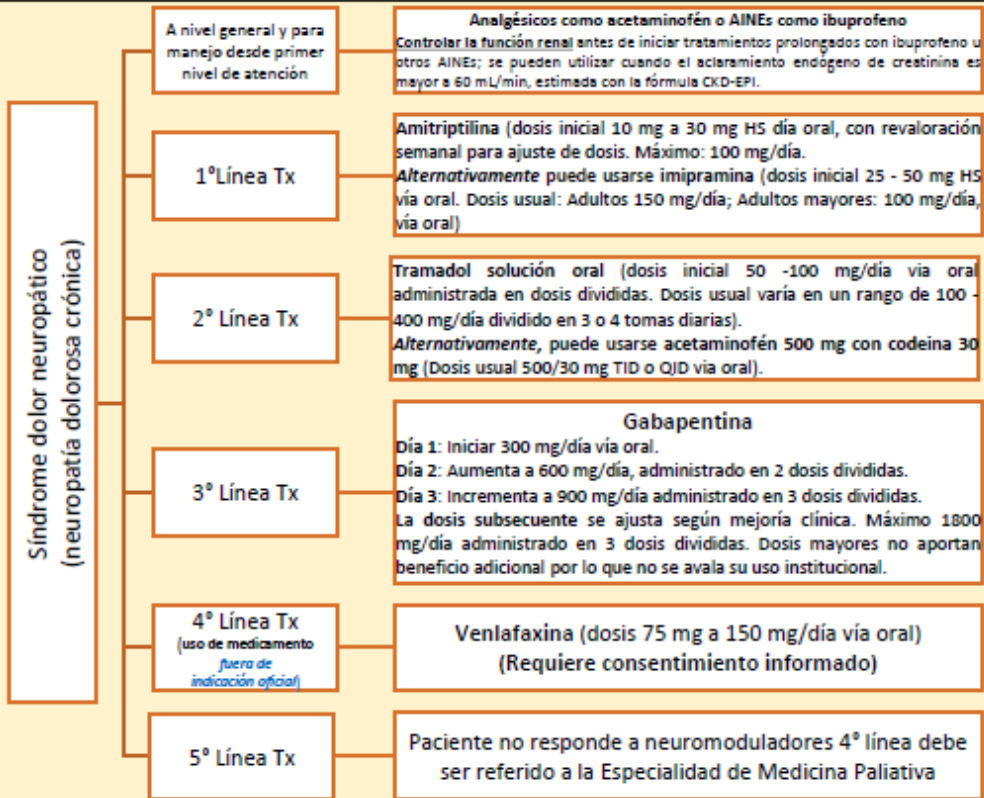 Síndrome dolor neuropático
(neuropatía dolorosa crónica)
A nivel general y para
manejo desde primer
nivel de atención
Analgésicos como acetaminofén o AINEs como ibuprofeno
Controlar la función renal antes de iniciar tratamientos prolongados con ibuprofeno u
otros AINEs; se pueden utilizar cuando el aclaramiento endógeno de creatinina es
mayor a 60 mL/min, estimada con la fórmula CKD-EPI.
1°Línea Tx
Amitriptilina (dosis inicial 10 mg a 30 mg HS día oral, con revaloración
semanal para ajuste de dosis. Máximo: 100 mg/día.
Alternativamente puede usarse imipramina (dosis inicial 25 - 50 mg HS
vía oral. Dosis usual: Adultos 150 mg/día; Adultos mayores: 100 mg/día,
vía oral)
2° Línea Tx
Tramadol solución oral (dosis inicial 50 -100 mg/día via oral
administrada en dosis divididas. Dosis usual varía en un rango de 100 -
400 mg/día dividido en 3 o 4 tomas diarias).
Alternativamente, puede usarse acetaminofén 500 mg con codeina 30
mg (Dosis usual 500/30 mg TID o QID via oral).
3° Línea Tx
Gabapentina
Día 1: Iniciar 300 mg/día vía oral.
Día 2: Aumenta a 600 mg/día, administrado en 2 dosis divididas.
Día 3: Incrementa a 900 mg/día administrado en 3 dosis divididas.
La dosis subsecuente se ajusta según mejoría clínica. Máximo 1800
mg/día administrado en 3 dosis divididas. Dosis mayores no aportan
beneficio adicional por lo que no se avala su uso institucional.
4° Línea Tx
(uso de medicamento
fuera de
indicación oficial)
Venlafaxina (dosis 75 mg a 150 mg/día vía oral)
(Requiere consentimiento informado)
5° Línea Tx
Paciente no responde a neuromoduladores 4° línea debe
ser referido a la Especialidad de Medicina Paliativa